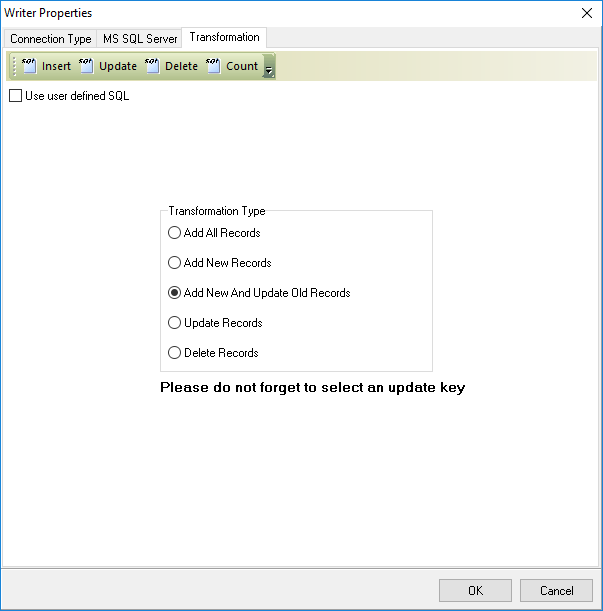 Writer Properties
Connection Type MS SQL Server Transformation
sql Insert sql Update sql Delete sql Count
Use user defined SQL
Transformation Type
Add All Records
Add New Records
Add New And Update Old Records
Update Records
Delete Records
Please do not forget to select an update key
OK Cancel